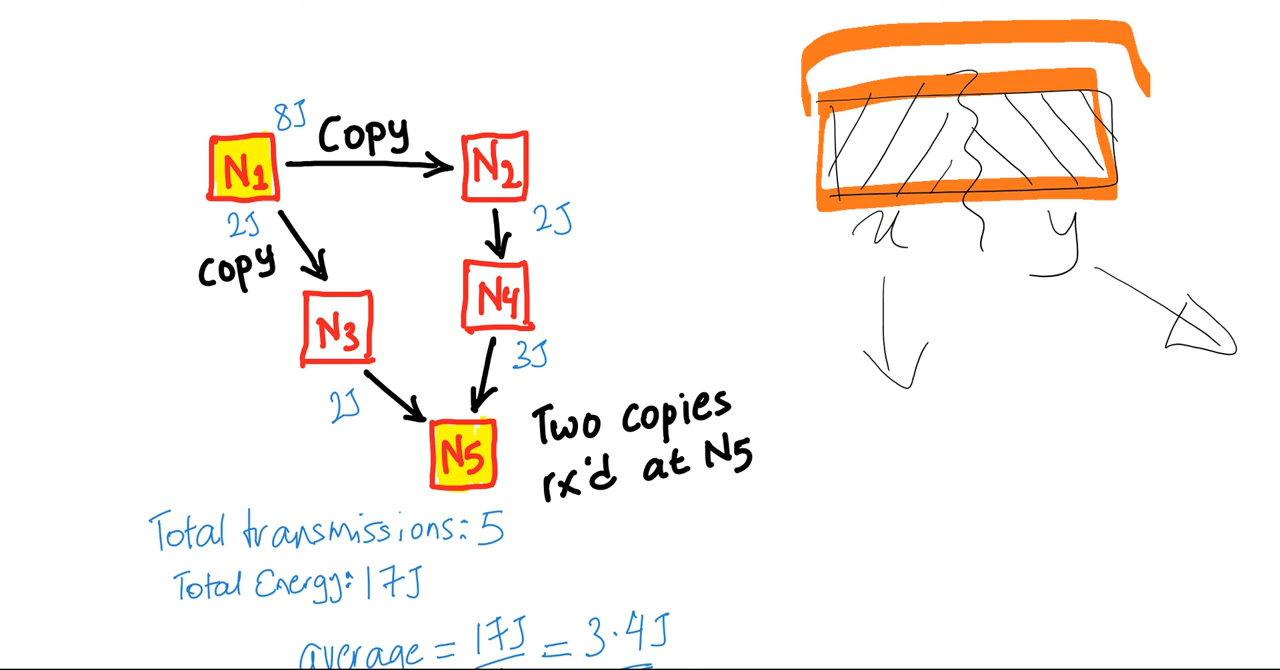 8J
Copy
N1
N2
2J
2J
Copy
N4
N3
3J
2J
Two copies
rx'd at N5
N5
Total transmissions: 5
Total Energy: 17J
average = 17J = 3.4J
x
y